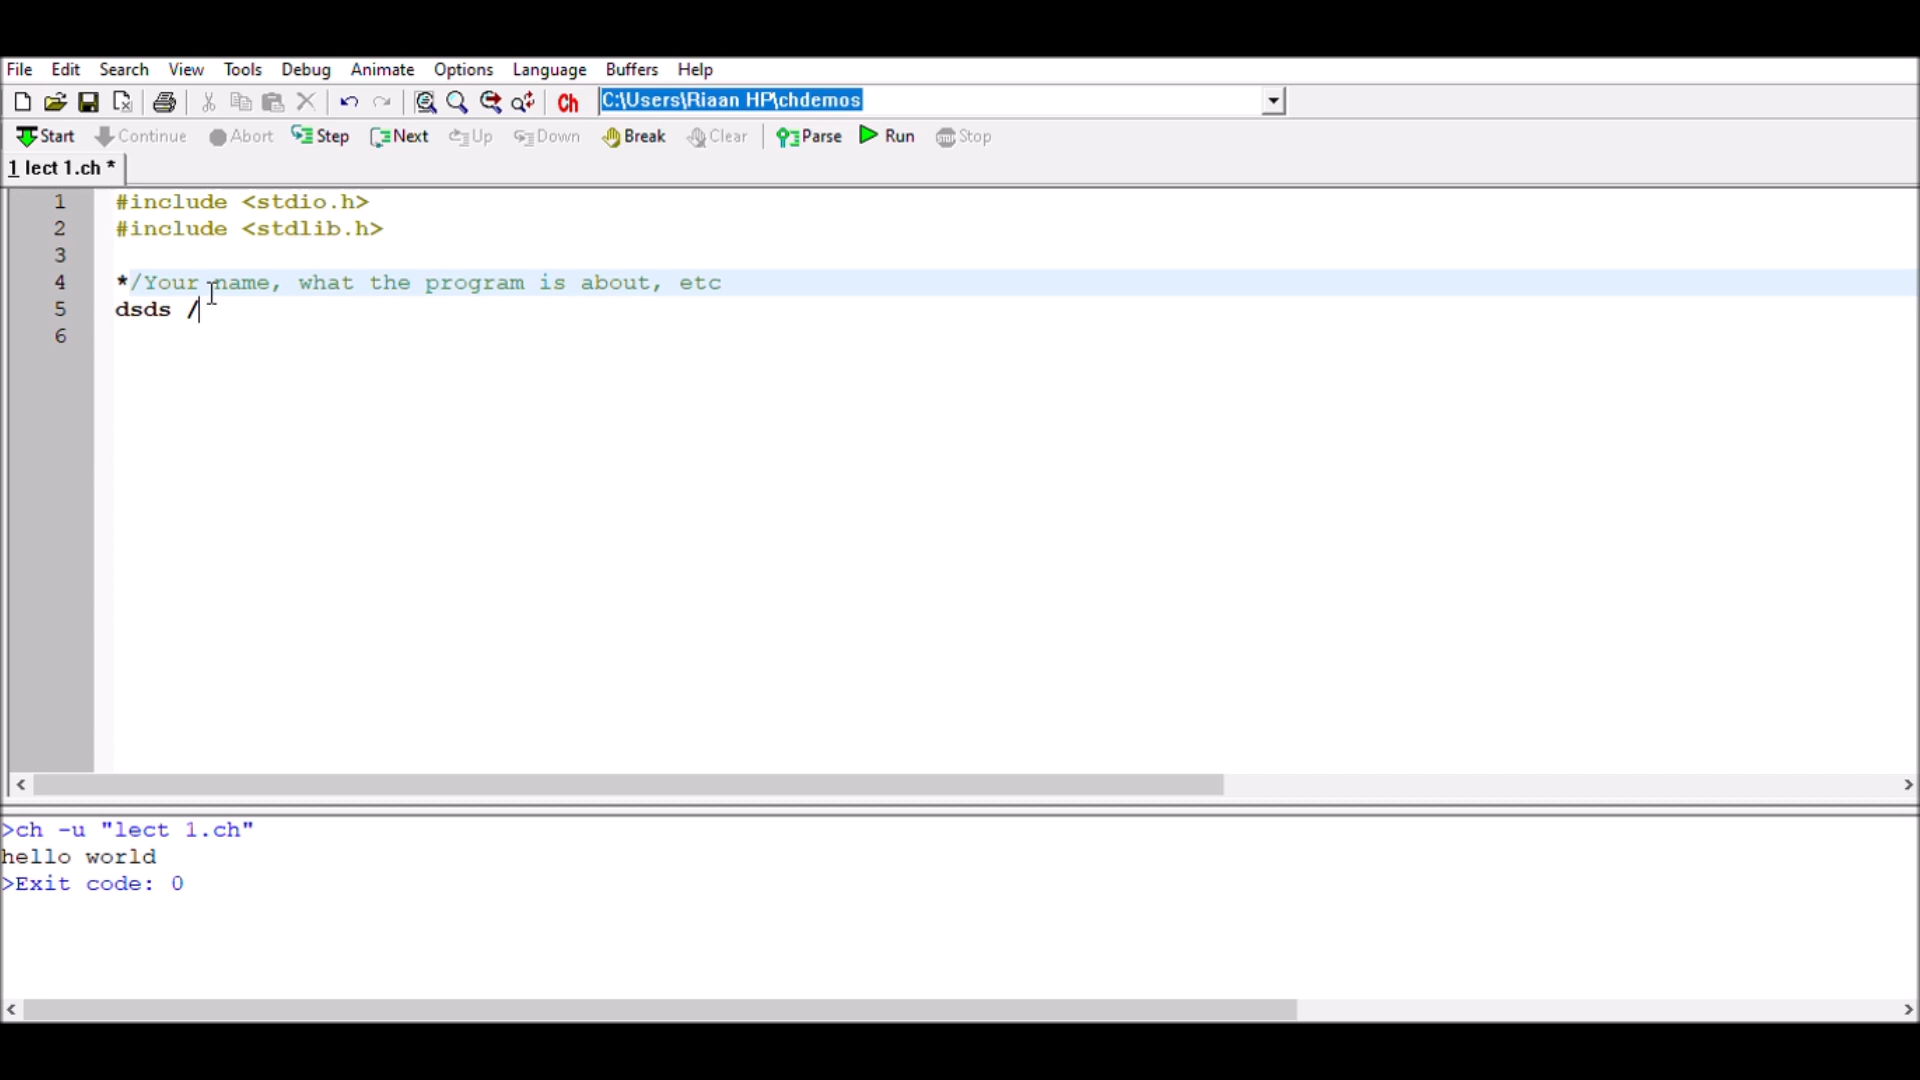 File Edit Search View Tools Debug Animate Options Language Buffers Help
Ch C:\Users\Riaan HP\chdemos
Start Continue Abort Step Next Up Down Break Clear Parse Run Stop
1 lect 1.ch *
1 #include <stdio.h>
2 #include <stdlib.h>
3
4 */Your name, what the program is about, etc
5 dsds /
6
>ch -u "lect 1.ch"
hello world
>Exit code: 0